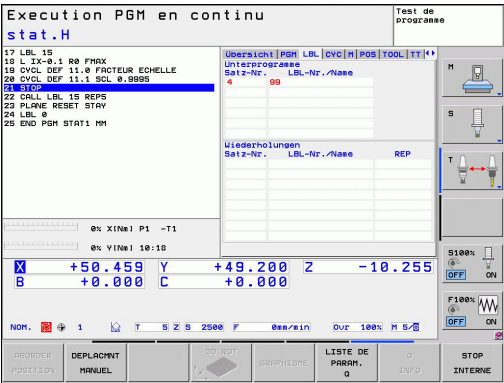 Execution PGM en continu
Test de
programme
stat.H
17 LBL 15
18 L IX-0.1 R0 FMAX
19 CYCL DEF 11.0 FACTEUR ECHELLE
20 CYCL DEF 11.1 SCL 0.9995
21 STOP
22 CALL LBL 15 REP5
23 PLANE RESET STAY
24 LBL 0
25 END PGM STAT1 MM
Übersicht PGM LBL CYC M POS TOOL TT
Unterprogramme
Satz-Nr. LBL-Nr./Name
4 99
Wiederholungen
Satz-Nr. LBL-Nr./Name REP
0% X[Nm] P1 -T1
0% Y[Nm] 10:18
X +50.459 Y +49.200 Z -10.255
B +0.000 C +0.000
NOM. 1 T 5 Z S 2500 F 0mm/min Ovr 100% M 5/8
M
S
T
S100%
OFF ON
F100%
OFF ON
ABORDER
POSITION
DEPLACMNT
MANUEL
3D ROT
GRAPHISME
LISTE DE
PARAM.
Q
Q
INFO
STOP
INTERNE